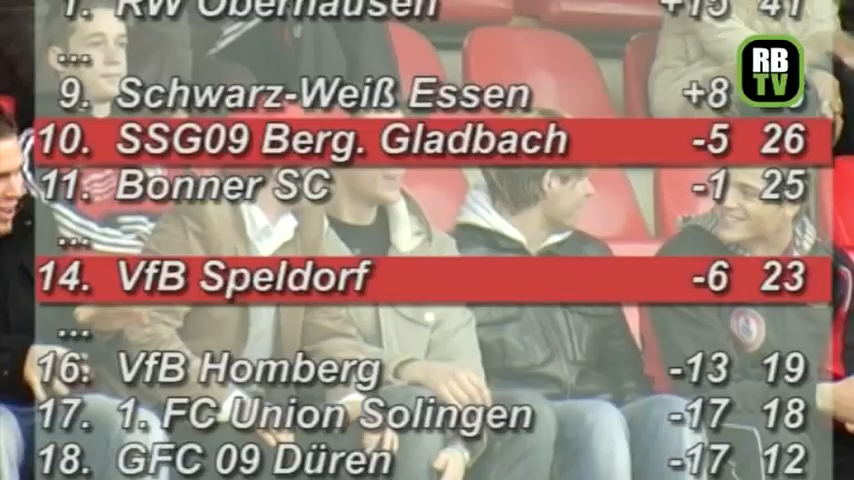 1. RW Oberhausen +15 41
RB
TV
...
9. Schwarz-Weiß Essen +8
10. SSG09 Berg. Gladbach -5 26
11. Bonner SC -1 25
...
14. VfB Speldorf -6 23
...
16. VfB Homberg -13 19
17. 1. FC Union Solingen -17 18
18. GFC 09 Düren -17 12